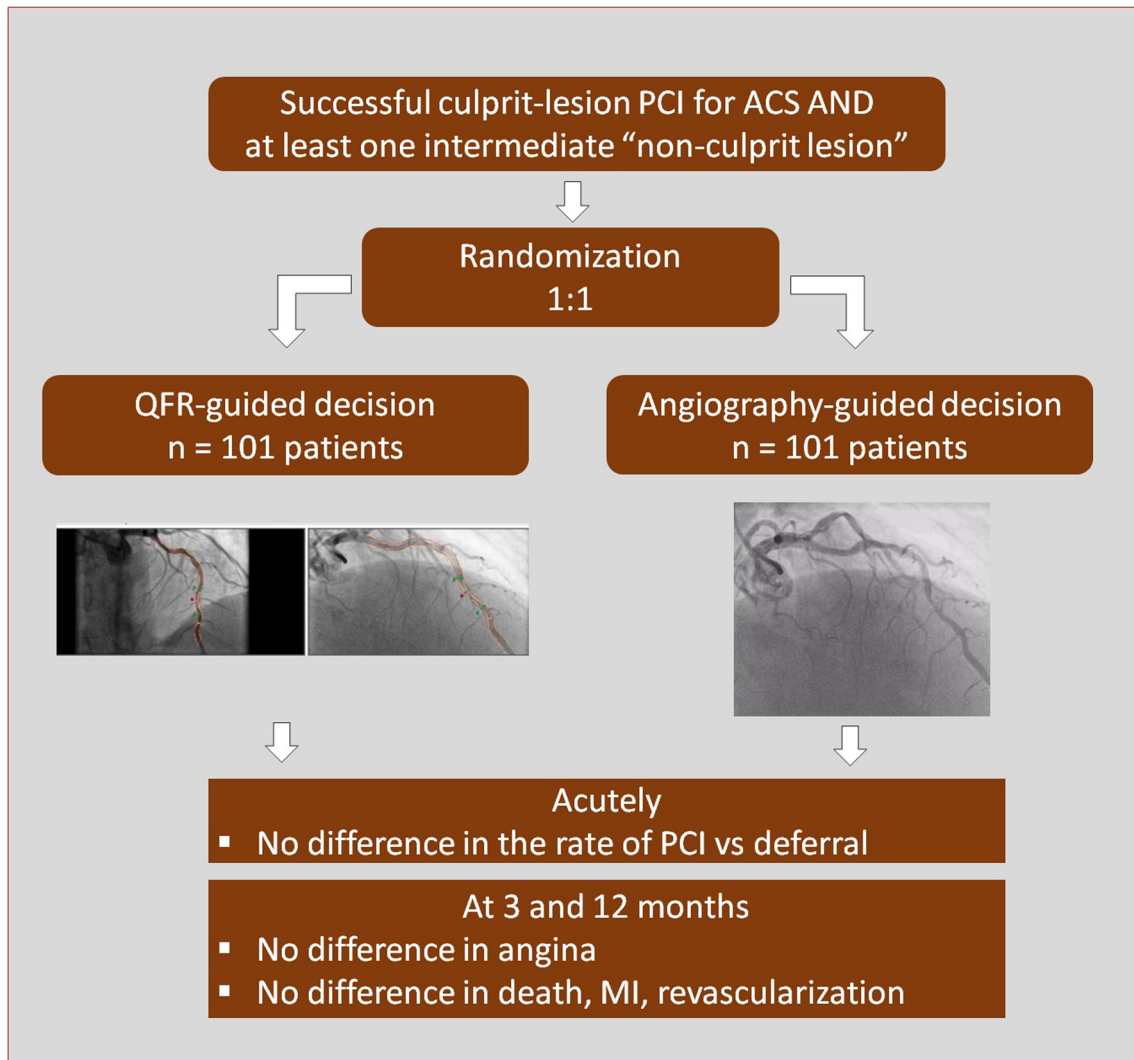 Successful culprit-lesion PCI for ACS AND
at least one intermediate “non-culprit lesion”
Randomization
1:1
QFR-guided decision
n = 101 patients
Angiography-guided decision
n = 101 patients
Acutely
▪ No difference in the rate of PCI vs deferral
At 3 and 12 months
▪ No difference in angina
▪ No difference in death, MI, revascularization